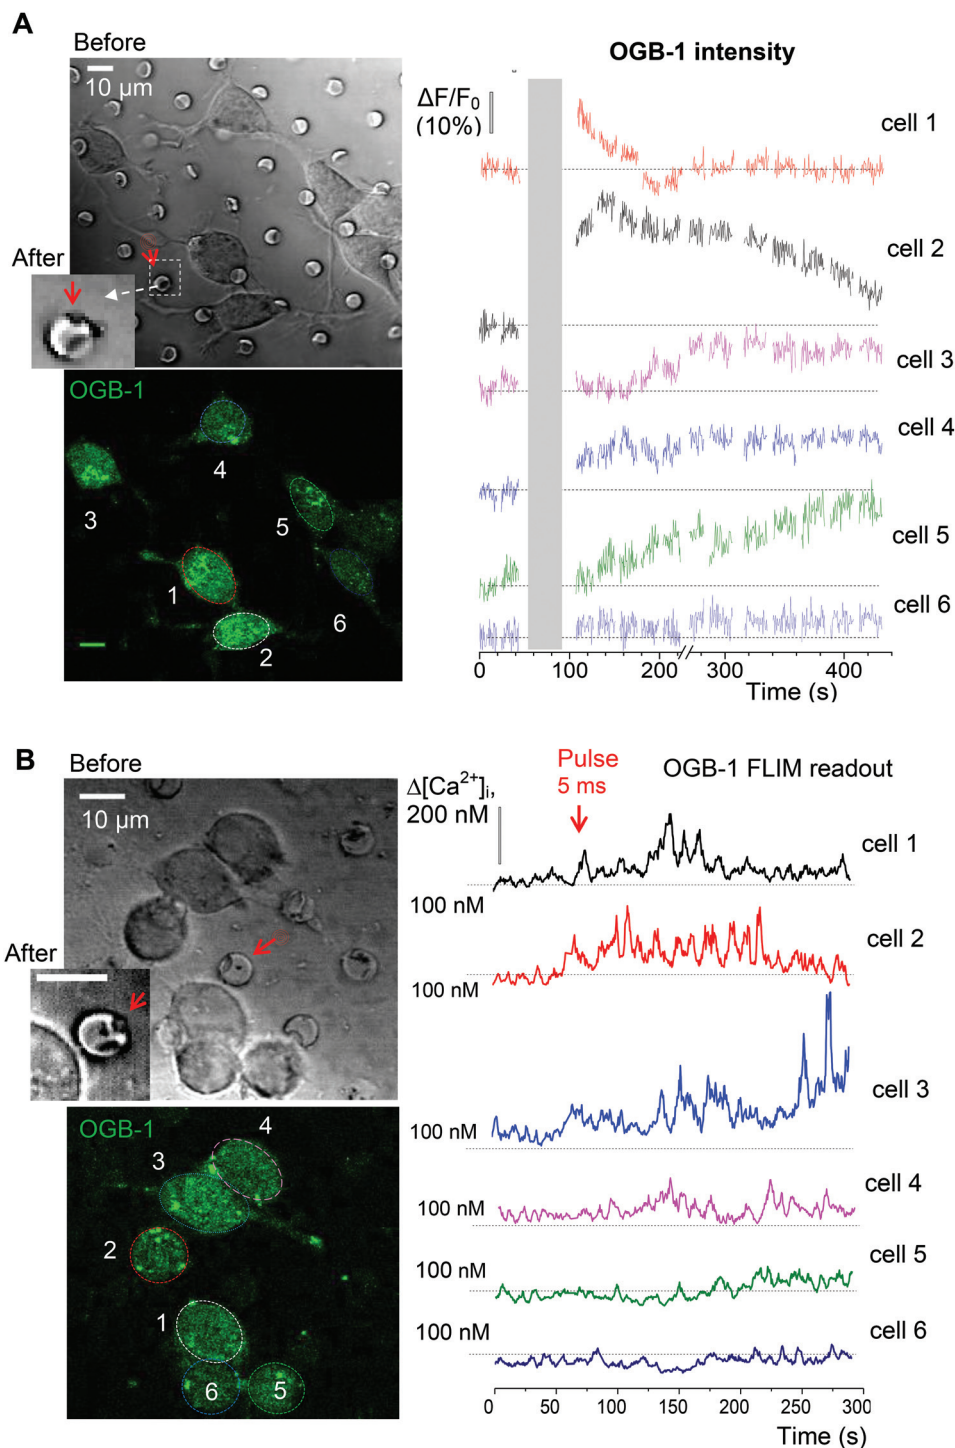 A
Before
10 µm
After
OGB-1
1
2
3
4
5
6
OGB-1 intensity
ΔF/F0
(10%)
cell 1
cell 2
cell 3
cell 4
cell 5
cell 6
0
100
200
300
400
Time (s)
B
Before
10 µm
After
OGB-1
4
3
2
1
6
5
Pulse
5 ms
OGB-1 FLIM readout
Δ[Ca2+]i,
200 nM
cell 1
100 nM
cell 2
100 nM
cell 3
100 nM
cell 4
100 nM
cell 5
100 nM
cell 6
100 nM
0
50
100
150
200
250
300
Time (s)